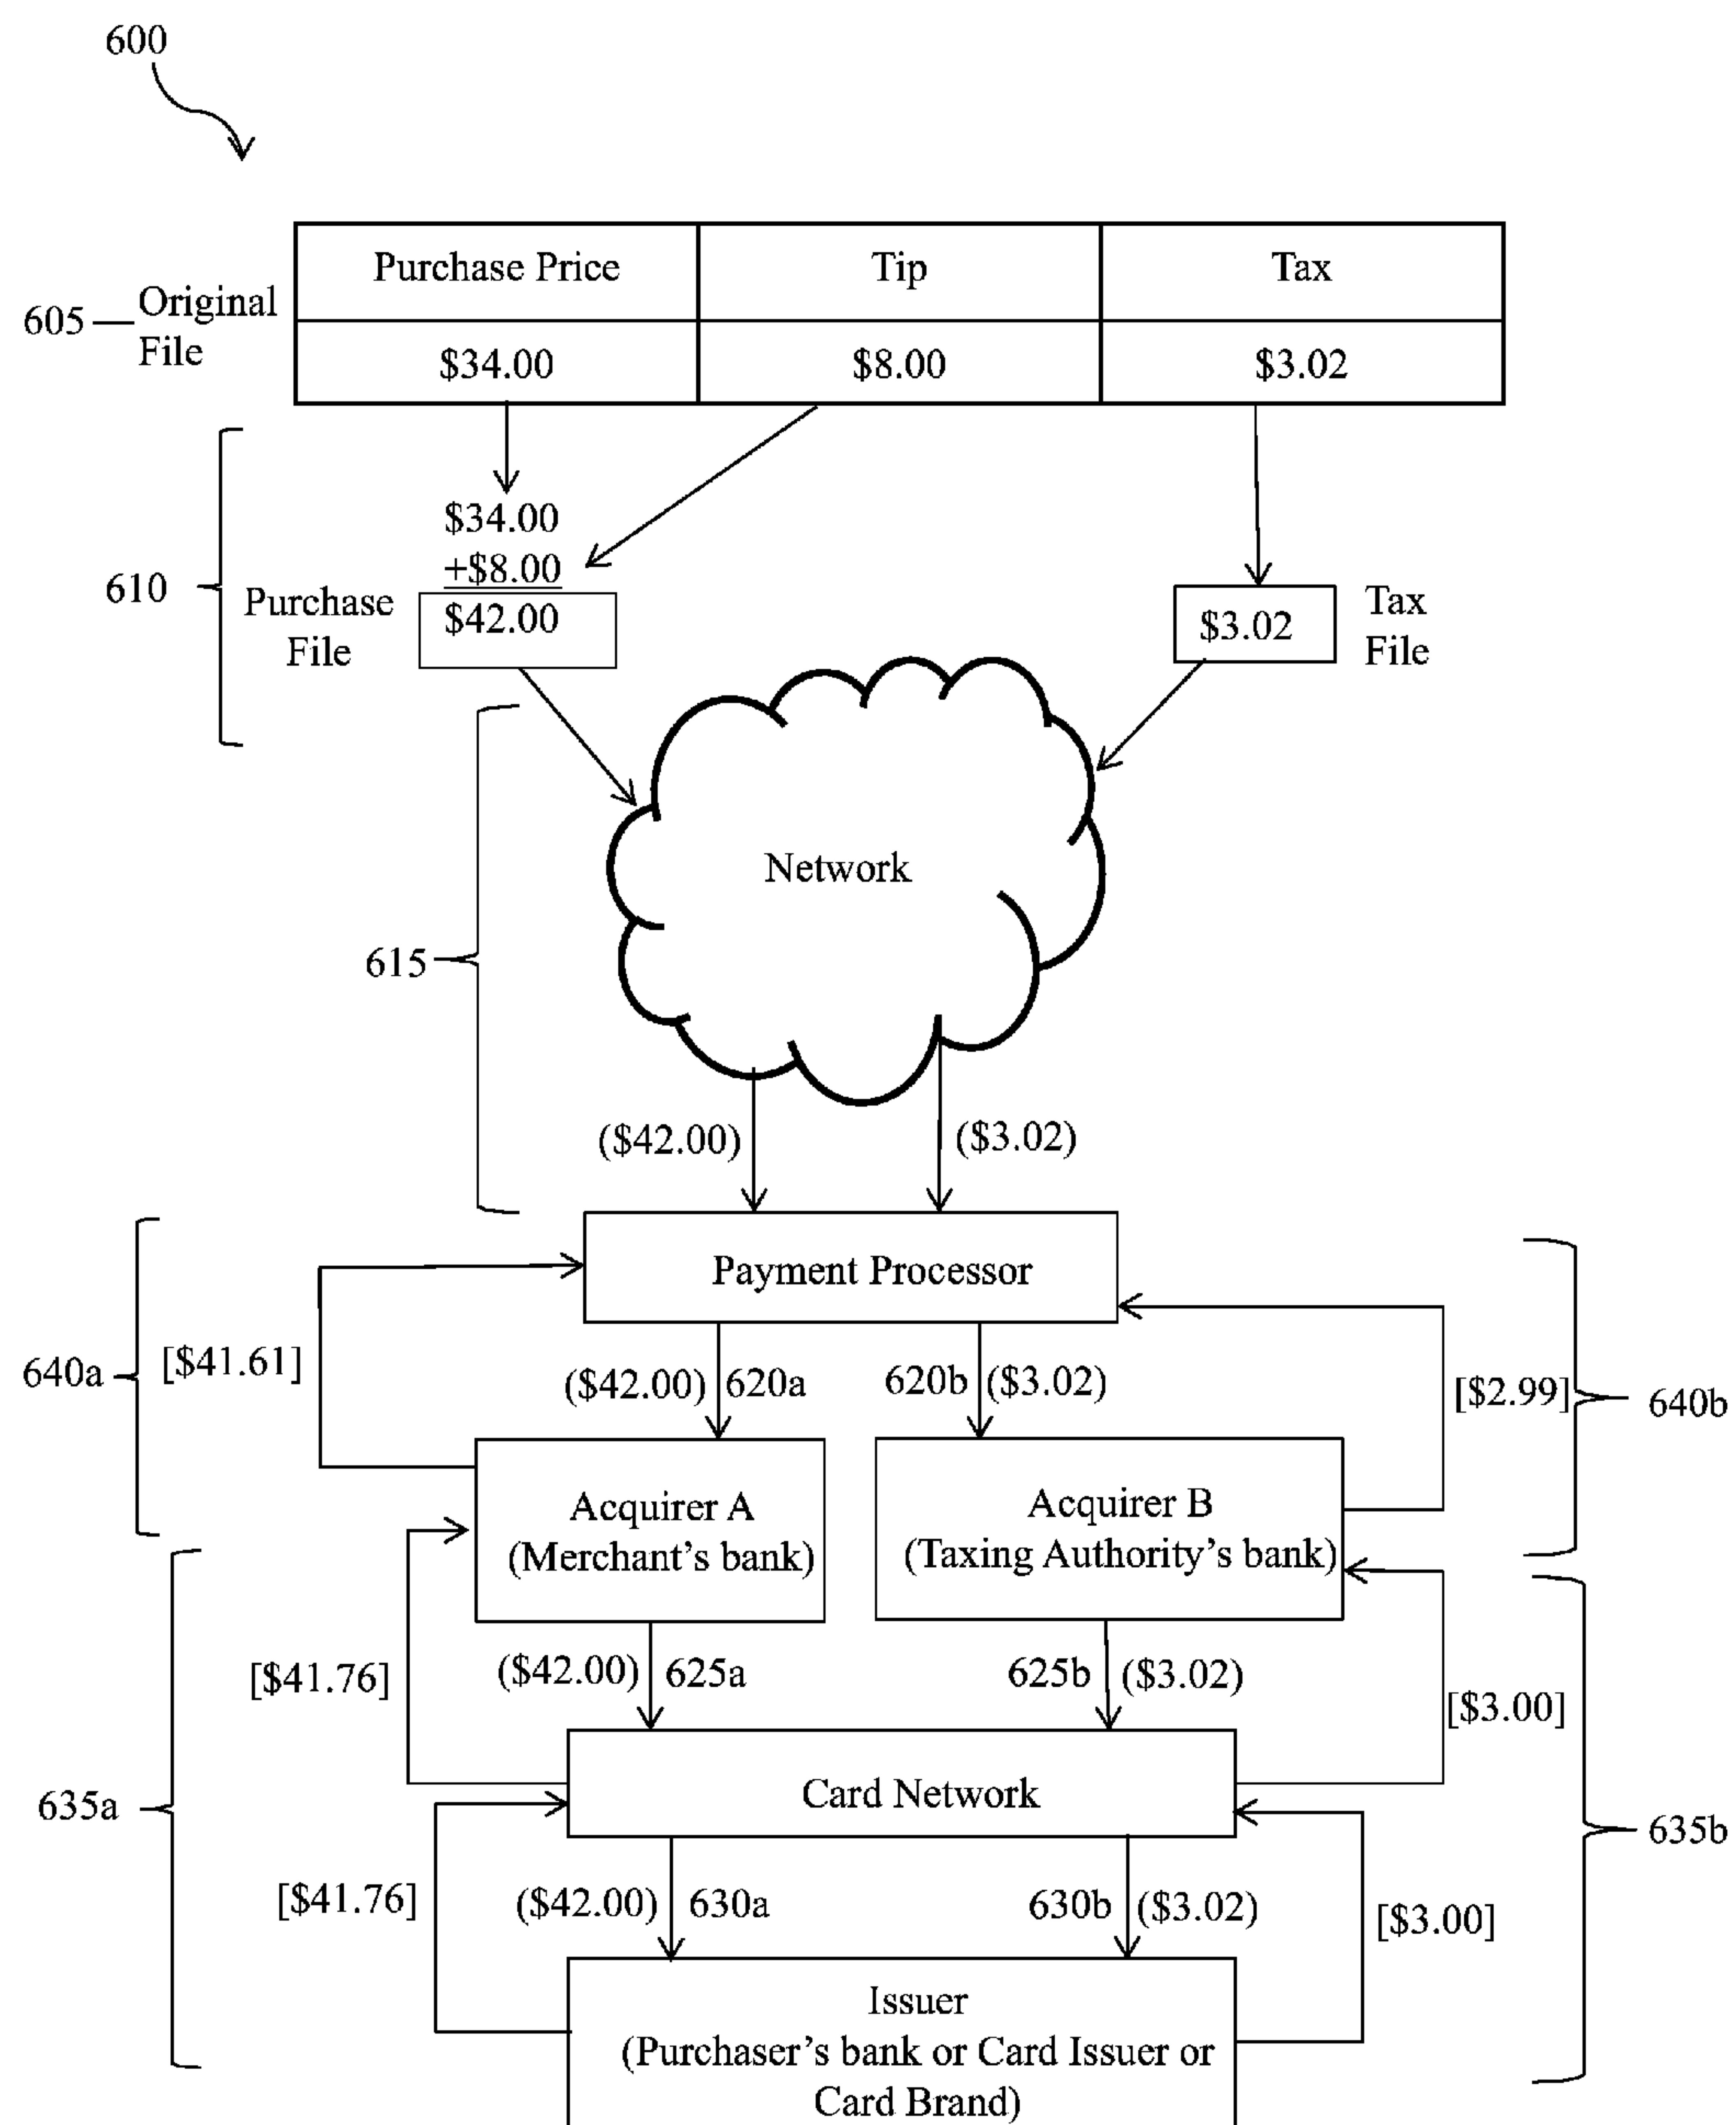 600
Purchase Price Tip Tax
605 Original
File
$34.00 $8.00 $3.02
$34.00
+$8.00
$42.00
610
Purchase
File
$3.02
Tax
File
Network
615
($42.00) ($3.02)
Payment Processor
640a
[$41.61]
($42.00) 620a 620b ($3.02)
[$2.99]
640b
Acquirer A
(Merchant's bank)
Acquirer B
(Taxing Authority's bank)
[$41.76]
($42.00) 625a 625b ($3.02)
[$3.00]
Card Network
635a
635b
[$41.76]
($42.00) 630a 630b ($3.02)
[$3.00]
Issuer
(Purchaser's bank or Card Issuer or
Card Brand)